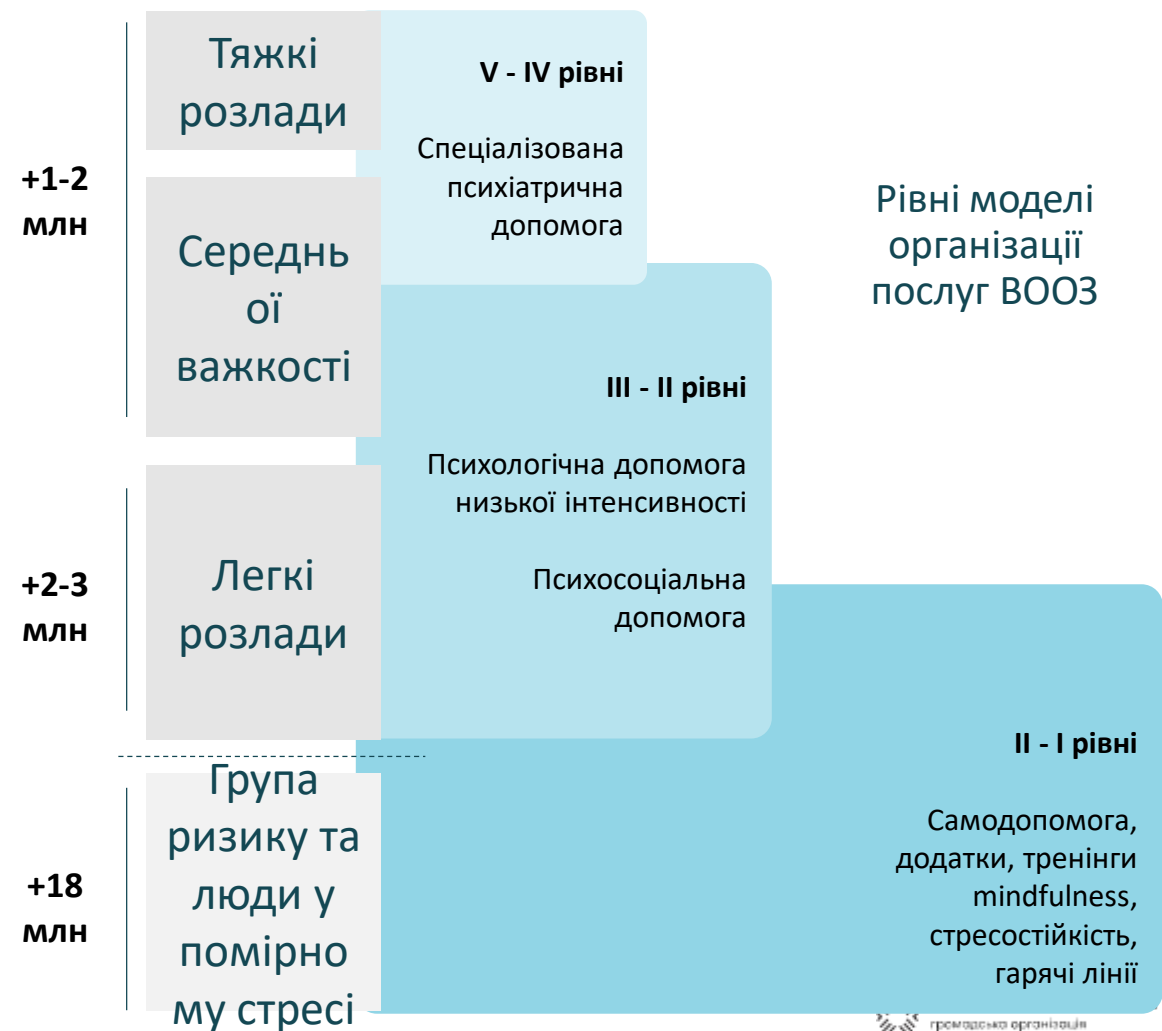 Тяжкі
розлади
V - IV рівні
Спеціалізована
психіатрична
допомога
+1-2
млн
Середнь
ої
важкості
Рівні моделі
організації
послуг ВООЗ
III - II рівні
Психологічна допомога
низької інтенсивності
Психосоціальна
допомога
+2-3
млн
Легкі
розлади
II - I рівні
Самодопомога,
додатки, тренінги
mindfulness,
стресостійкість,
гарячі лінії
+18
млн
Група
ризику та
люди у
помірно
му стресі
громадська організація